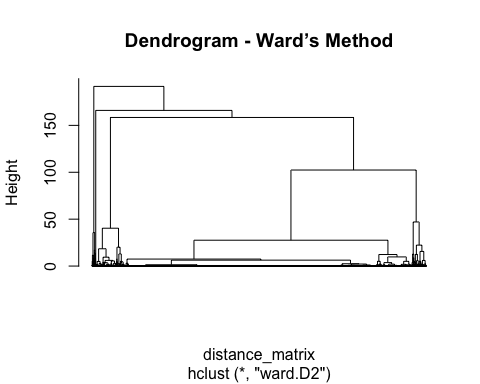 Dendrogram - Ward’s Method
Height
150
100
50
0
distance_matrix
hclust (*, "ward.D2")